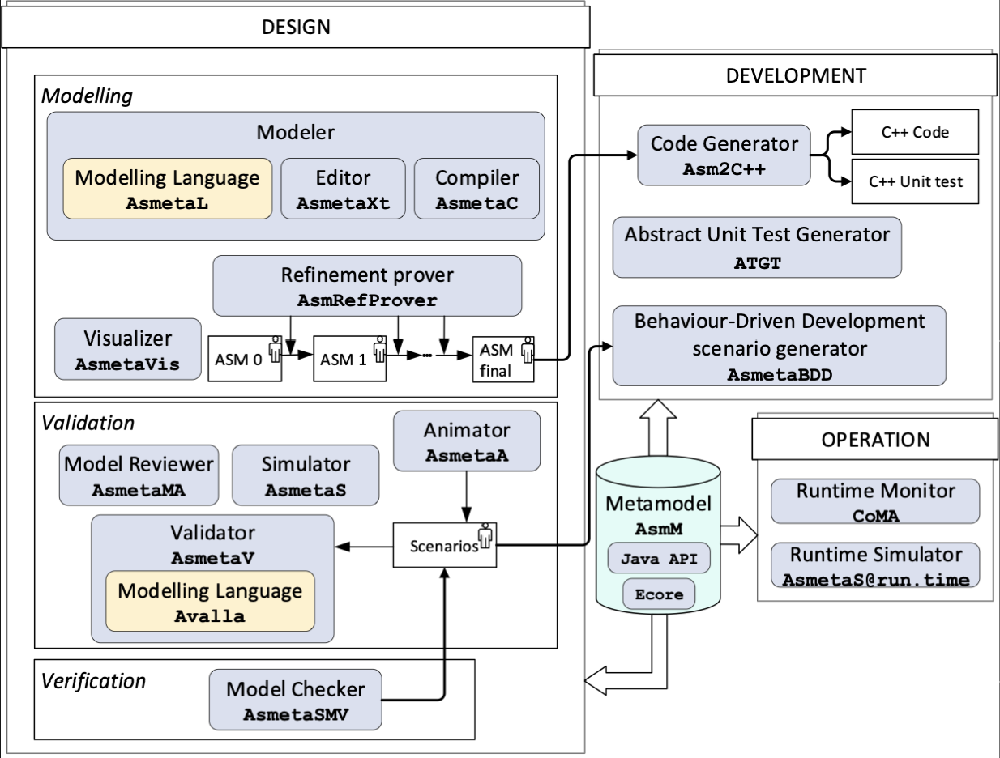 DESIGN
Modelling
Modeler
Modelling Language
AsmetaL
Editor
AsmetaXt
Compiler
AsmetaC
Refinement prover
AsmRefProver
Visualizer
AsmetaVis
ASM 0
ASM 1
...
ASM
final
Validation
Animator
AsmetaA
Model Reviewer
AsmetaMA
Simulator
AsmetaS
Validator
AsmetaV
Modelling Language
Avalla
Scenarios
Verification
Model Checker
AsmetaSMV
DEVELOPMENT
Code Generator
Asm2C++
C++ Code
C++ Unit test
Abstract Unit Test Generator
ATGT
Behaviour-Driven Development
scenario generator
AsmetaBDD
Metamodel
AsmM
Java API
Ecore
OPERATION
Runtime Monitor
CoMA
Runtime Simulator
AsmetaS@run.time